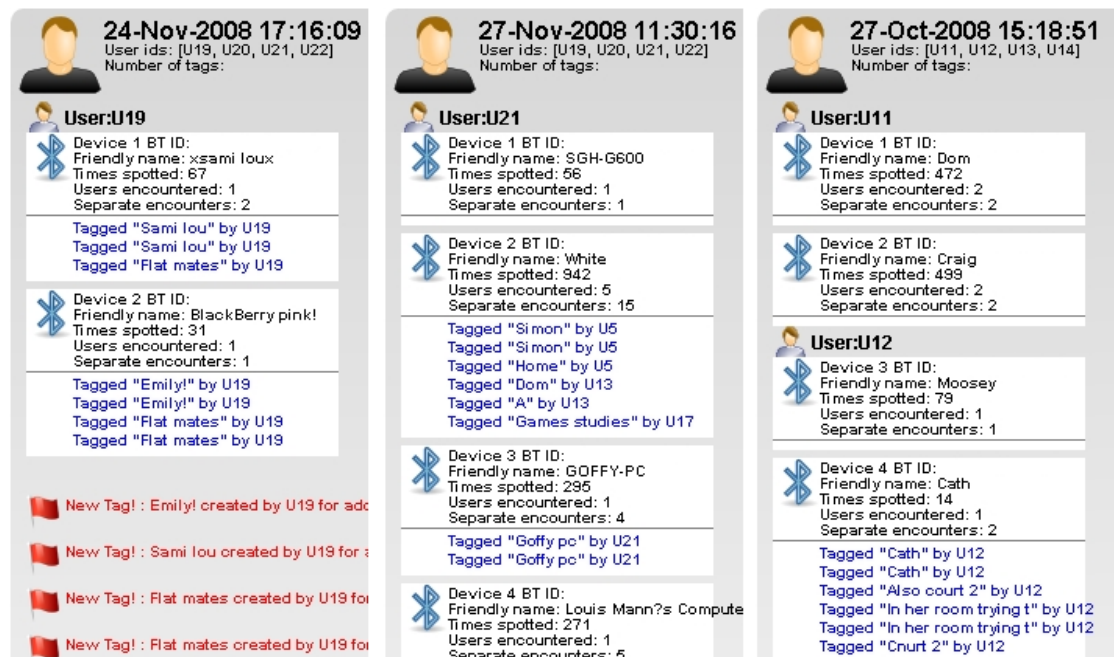 24-Nov-2008 17:16:09
User ids: [U19, U20, U21, U22]
Number of tags:
User:U19
Device 1 BT ID:
Friendly name: xsami loux
Times spotted: 67
Users encountered: 1
Separate encounters: 2
Tagged "Sami lou" by U19
Tagged "Sami lou" by U19
Tagged "Flat mates" by U19
Device 2 BT ID:
Friendly name: BlackBerry pink!
Times spotted: 31
Users encountered: 1
Separate encounters: 1
Tagged "Emily!" by U19
Tagged "Emily!" by U19
Tagged "Flat mates" by U19
Tagged "Flat mates" by U19
New Tag! : Emily! created by U19 for add
New Tag! : Sami lou created by U19 for a
New Tag! : Flat mates created by U19 for
New Tag! : Flat mates created by U19 for
27-Nov-2008 11:30:16
User ids: [U19, U20, U21, U22]
Number of tags:
User:U21
Device 1 BT ID:
Friendly name: SGH-G600
Times spotted: 56
Users encountered: 1
Separate encounters: 1
Device 2 BT ID:
Friendly name: White
Times spotted: 942
Users encountered: 5
Separate encounters: 15
Tagged "Simon" by U5
Tagged "Simon" by U5
Tagged "Home" by U5
Tagged "Dom" by U13
Tagged "A" by U13
Tagged "Games studies" by U17
Device 3 BT ID:
Friendly name: GOFFY-PC
Times spotted: 295
Users encountered: 1
Separate encounters: 4
Tagged "Goffy pc" by U21
Tagged "Goffy pc" by U21
Device 4 BT ID:
Friendly name: Louis Mann?s Compute
Times spotted: 271
Users encountered: 1
Separate encounters: 5
27-Oct-2008 15:18:51
User ids: [U11, U12, U13, U14]
Number of tags:
User:U11
Device 1 BT ID:
Friendly name: Dom
Times spotted: 472
Users encountered: 2
Separate encounters: 2
Device 2 BT ID:
Friendly name: Craig
Times spotted: 499
Users encountered: 2
Separate encounters: 2
User:U12
Device 3 BT ID:
Friendly name: Moosey
Times spotted: 79
Users encountered: 1
Separate encounters: 1
Device 4 BT ID:
Friendly name: Cath
Times spotted: 14
Users encountered: 1
Separate encounters: 2
Tagged "Cath" by U12
Tagged "Cath" by U12
Tagged "Also court 2" by U12
Tagged "In her room trying t" by U12
Tagged "In her room trying t" by U12
Tagged "Cnurt 2" by U12